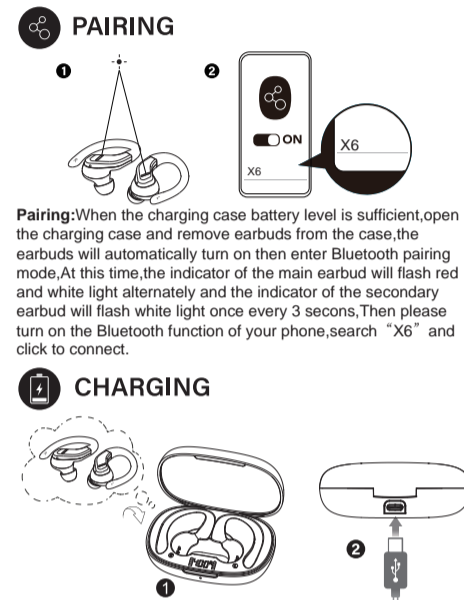 PAIRING
❶
❷
ON
X6
X6
Pairing:When the charging case battery level is sufficient,open
the charging case and remove earbuds from the case,the
earbuds will automatically turn on then enter Bluetooth pairing
mode,At this time,the indicator of the main earbud will flash red
and white light alternately and the indicator of the secondary
earbud will flash white light once every 3 secons,Then please
turn on the Bluetooth function of your phone,search “X6” and
click to connect.
CHARGING
❶
❷